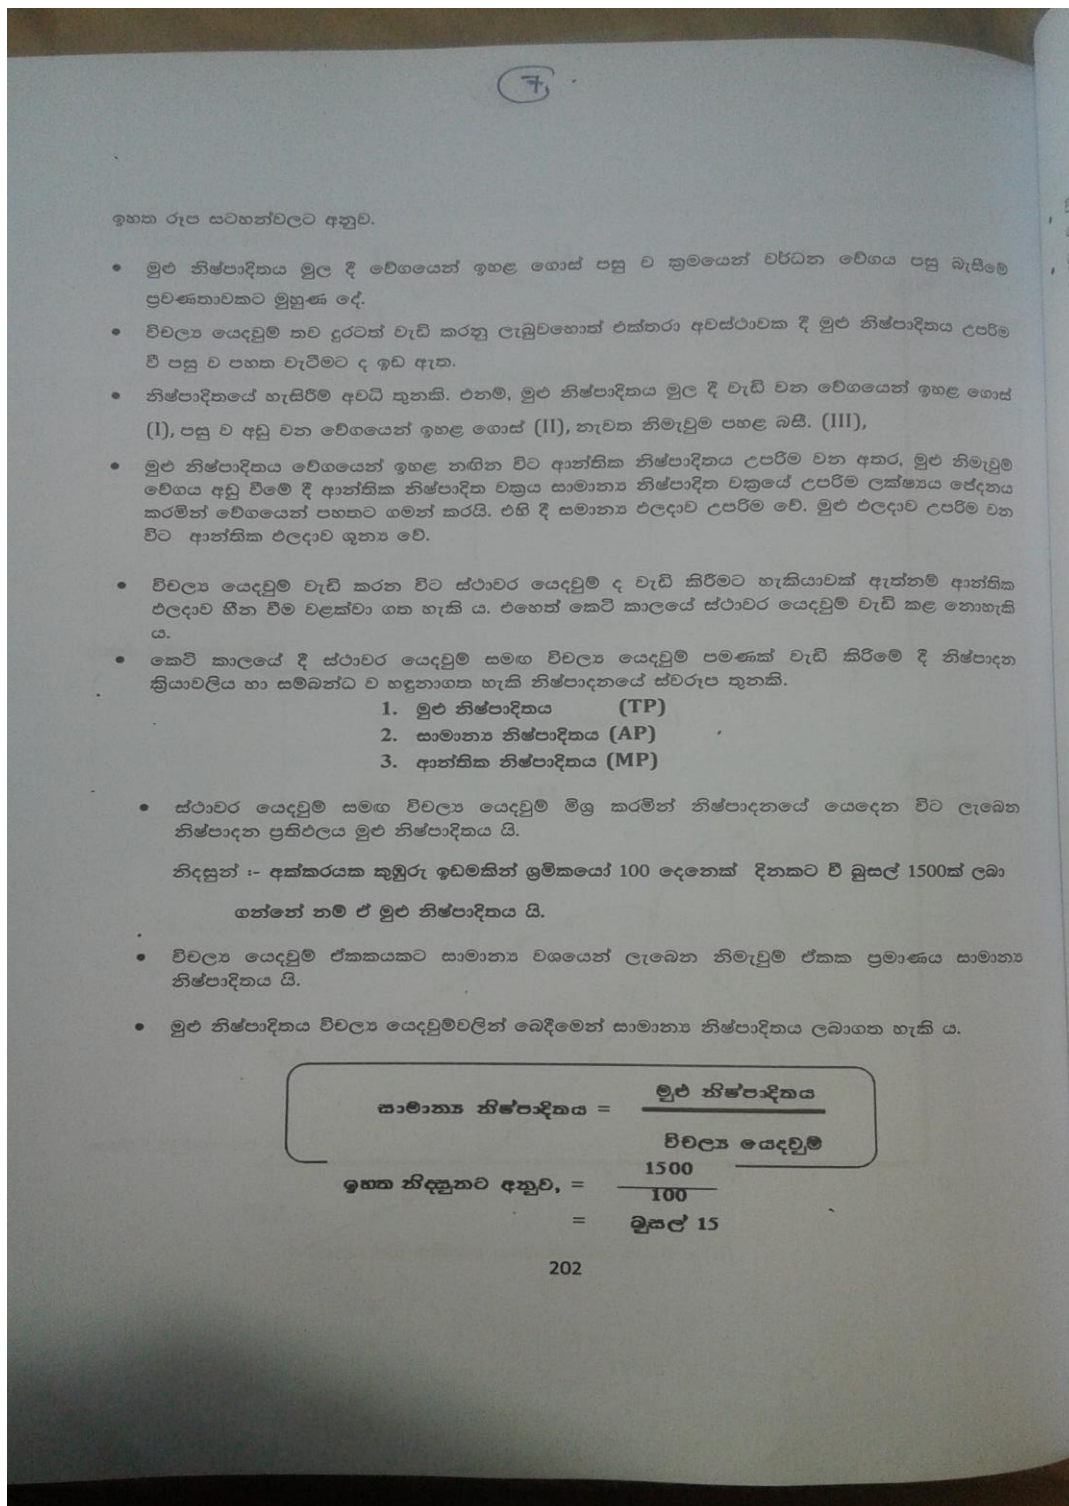 7
ඉහත රූප සටහන්වලට අනුව.
• මුළු නිෂ්පාදිතය මුල දී වේගයෙන් ඉහළ ගොස් පසු ව ක්‍රමයෙන් වර්ධන වේගය පසු බැසීමේ
ප්‍රවණතාවකට මුහුණ දේ.
• විචල්‍ය යෙදවුම් තව දුරටත් වැඩි කරනු ලැබුවහොත් එක්තරා අවස්ථාවක දී මුළු නිෂ්පාදිතය උපරිම
වී පසු ව පහත වැටීමට ද ඉඩ ඇත.
• නිෂ්පාදිතයේ හැසිරීම් අවධි තුනකි. එනම්, මුළු නිෂ්පාදිතය මුල දී වැඩි වන වේගයෙන් ඉහළ ගොස්
(I), පසු ව අඩු වන වේගයෙන් ඉහළ ගොස් (II), නැවත නිමැවුම පහළ බසී. (III),
• මුළු නිෂ්පාදිතය වේගයෙන් ඉහළ නඟින විට ආන්තික නිෂ්පාදිතය උපරිම වන අතර, මුළු නිමැවුම්
වේගය අඩු වීමේ දී ආන්තික නිෂ්පාදිත වක්‍රය සාමාන්‍ය නිෂ්පාදිත වක්‍රයේ උපරිම ලක්ෂ්‍යය ඡේදනය
කරමින් වේගයෙන් පහතට ගමන් කරයි. එහි දී සමාන්‍ය ඵලදාව උපරිම වේ. මුළු ඵලදාව උපරිම වන
විට ආන්තික ඵලදාව ශූන්‍ය වේ.
• විචල්‍ය යෙදවුම් වැඩි කරන විට ස්ථාවර යෙදවුම් ද වැඩි කිරීමට හැකියාවක් ඇත්නම් ආන්තික
ඵලදාව හීන වීම වළක්වා ගත හැකි ය. එහෙත් කෙටි කාලයේ ස්ථාවර යෙදවුම් වැඩි කළ නොහැකි
ය.
• කෙටි කාලයේ දී ස්ථාවර යෙදවුම් සමඟ විචල්‍ය යෙදවුම් පමණක් වැඩි කිරීමේ දී නිෂ්පාදන
ක්‍රියාවලිය හා සම්බන්ධ ව හඳුනාගත හැකි නිෂ්පාදනයේ ස්වරූප තුනකි.
1. මුළු නිෂ්පාදිතය (TP)
2. සාමාන්‍ය නිෂ්පාදිතය (AP)
3. ආන්තික නිෂ්පාදිතය (MP)
• ස්ථාවර යෙදවුම් සමඟ විචල්‍ය යෙදවුම් මිශ්‍ර කරමින් නිෂ්පාදනයේ යෙදෙන විට ලැබෙන
නිෂ්පාදන ප්‍රතිඵලය මුළු නිෂ්පාදිතය යි.
නිදසුන් :- අක්කරයක කුඹුරු ඉඩමකින් ශ්‍රමිකයෝ 100 දෙනෙක් දිනකට වී බුසල් 1500ක් ලබා
ගන්නේ නම් ඒ මුළු නිෂ්පාදිතය යි.
• විචල්‍ය යෙදවුම් ඒකකයකට සාමාන්‍ය වශයෙන් ලැබෙන නිමැවුම් ඒකක ප්‍රමාණය සාමාන්‍ය
නිෂ්පාදිතය යි.
• මුළු නිෂ්පාදිතය විචල්‍ය යෙදවුම්වලින් බෙදීමෙන් සාමාන්‍ය නිෂ්පාදිතය ලබාගත හැකි ය.
මුළු නිෂ්පාදිතය
සාමාන්‍ය නිෂ්පාදිතය =
විචල්‍ය යෙදවුම්
1500
ඉහත නිදසුනට අනුව, =
100
= බුසල් 15
202